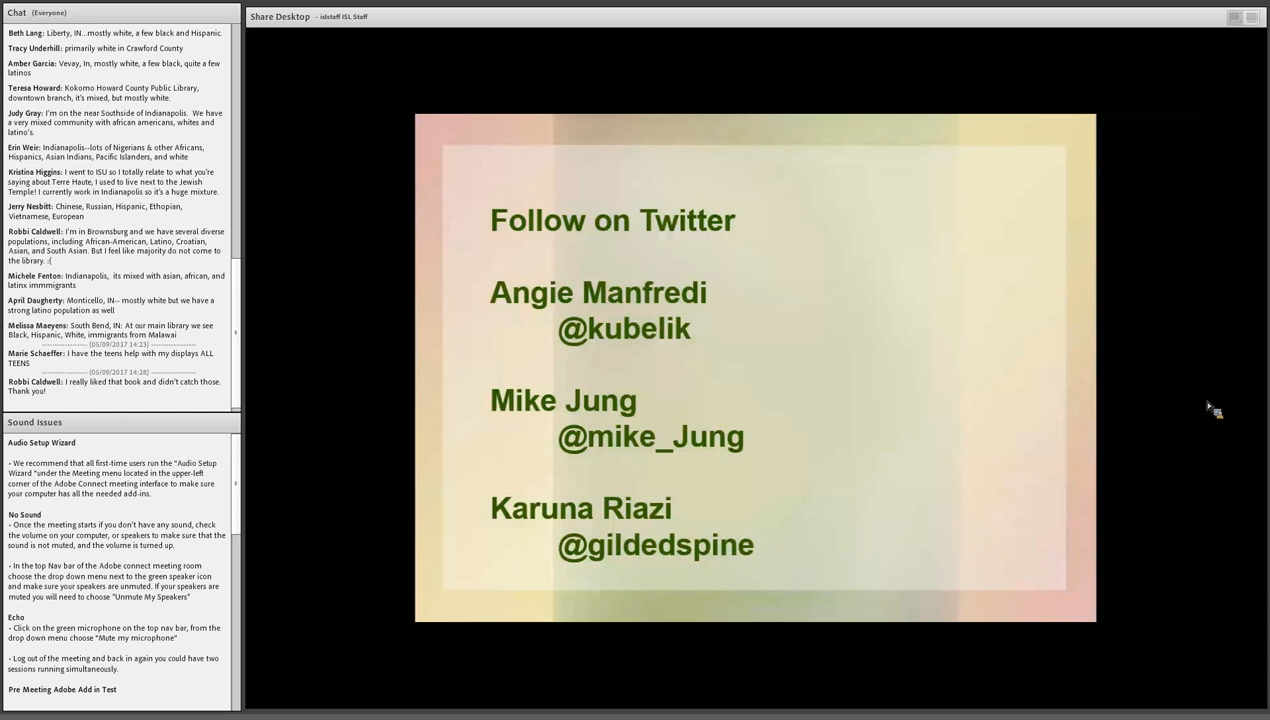 Chat (Everyone)
Beth Lang: Liberty, IN...mostly white, a few black and Hispanic.
Tracy Underhill: primarily white in Crawford County
Amber Garcia: Vevay, In, mostly white, a few black, quite a few
latinos
Teresa Howard: Kokomo Howard County Public Library,
downtown branch, it's mixed, but mostly white.
Judy Gray: I'm on the near Southside of Indianapolis. We have
a very mixed community with african americans, whites and
latino's.
Erin Weir: Indianapolis--lots of Nigerians & other Africans,
Hispanics, Asian Indians, Pacific Islanders, and white
Kristina Higgins: I went to ISU so I totally relate to what you're
saying about Terre Haute, I used to live next to the Jewish
Temple! I currently work in Indianapolis so it's a huge mixture.
Jerry Nesbitt: Chinese, Russian, Hispanic, Ethopian,
Vietnamese, European
Robbi Caldwell: I'm in Brownsburg and we have several diverse
populations, including African-American, Latino, Croatian,
Asian, and South Asian. But I feel like majority do not come to
the library. :(
Michele Fenton: Indianapolis, its mixed with asian, african, and
latinx immmigrants
April Daugherty: Monticello, IN-- mostly white but we have a
strong latino population as well
Melissa Maeyens: South Bend, IN: At our main library we see
Black, Hispanic, White, immigrants from Malawai
------------------- (05/09/2017 14:23) -----------------
Marie Schaeffer: I have the teens help with my displays ALL
TEENS
------------------- (05/09/2017 14:28) -----------------
Robbi Caldwell: I really liked that book and didn't catch those.
Thank you!
Sound Issues
Audio Setup Wizard
• We recommend that all first-time users run the "Audio Setup
Wizard "under the Meeting menu located in the upper-left
corner of the Adobe Connect meeting interface to make sure
your computer has all the needed add-ins.
No Sound
• Once the meeting starts if you don't have any sound, check
the volume on your computer, or speakers to make sure that the
sound is not muted, and the volume is turned up.
• In the top Nav bar of the Adobe connect meeting room
choose the drop down menu next to the green speaker icon
and make sure your speakers are unmuted. If your speakers are
muted you will need to choose "Unmute My Speakers"
Echo
• Click on the green microphone on the top nav bar, from the
drop down menu choose "Mute my microphone"
• Log out of the meeting and back in again you could have two
sessions running simultaneously.
Pre Meeting Adobe Add in Test
Share Desktop - islstaff ISL Staff
Follow on Twitter
Angie Manfredi
@kubelik
Mike Jung
@mike_Jung
Karuna Riazi
@gildedspine